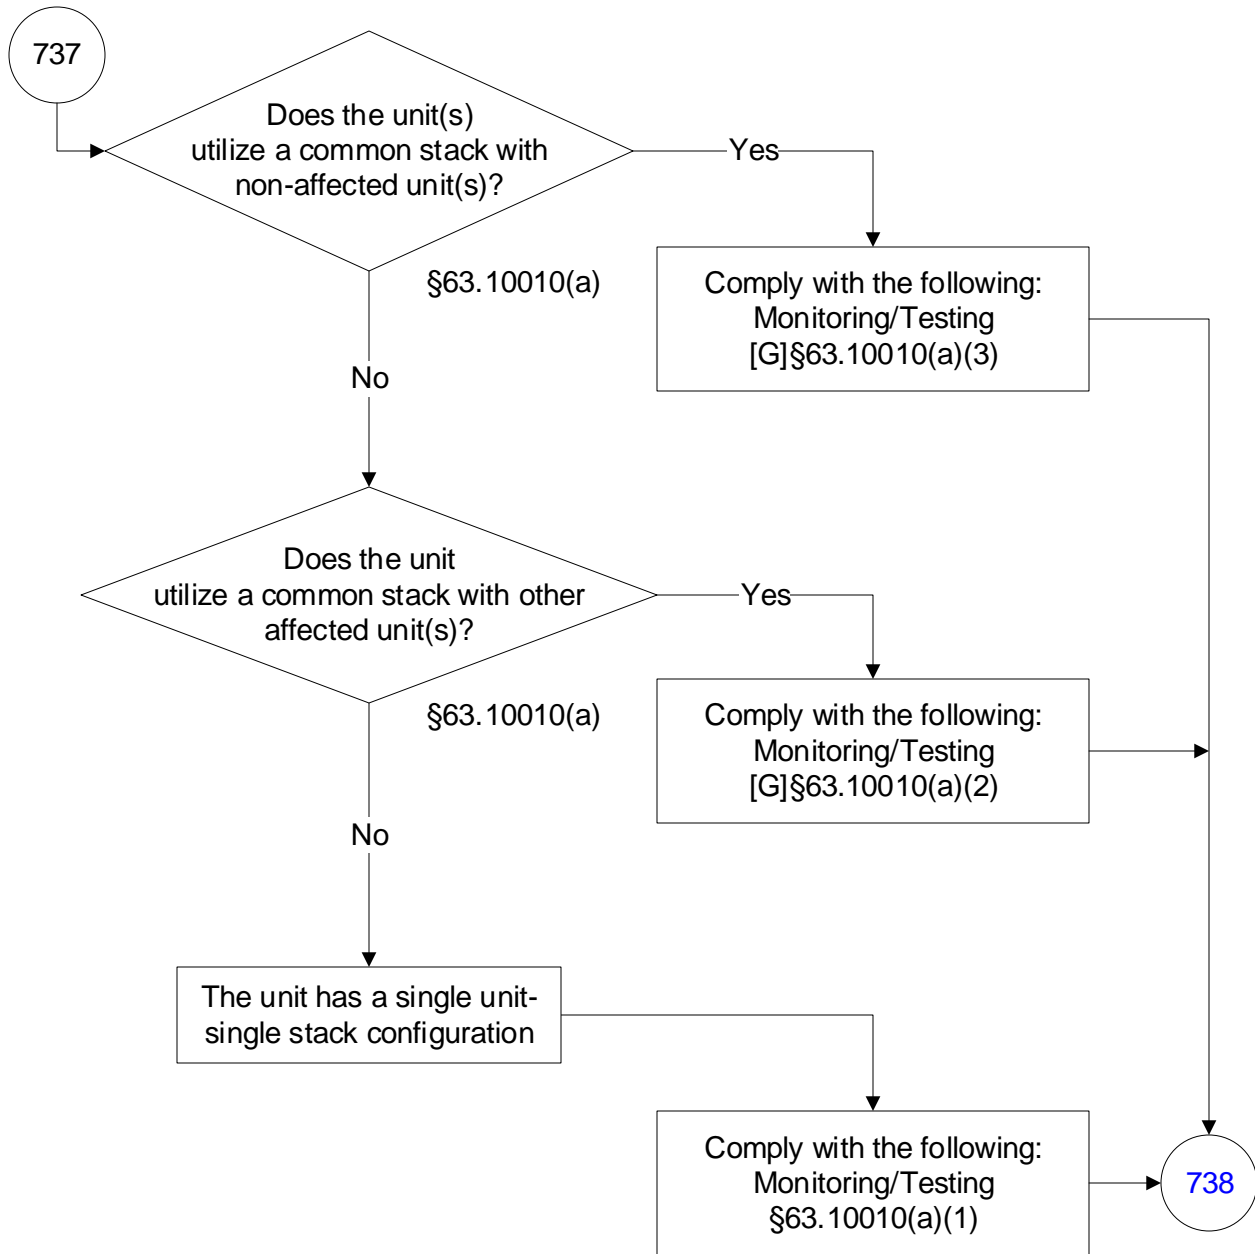 737
Does the unit(s)
utilize a common stack with
non-affected unit(s)?
Yes
§63.10010(a)
Comply with the following:
Monitoring/Testing
[G]§63.10010(a)(3)
No
Does the unit
utilize a common stack with other
affected unit(s)?
Yes
§63.10010(a)
Comply with the following:
Monitoring/Testing
[G]§63.10010(a)(2)
No
The unit has a single unit-
single stack configuration
Comply with the following:
Monitoring/Testing
§63.10010(a)(1)
738